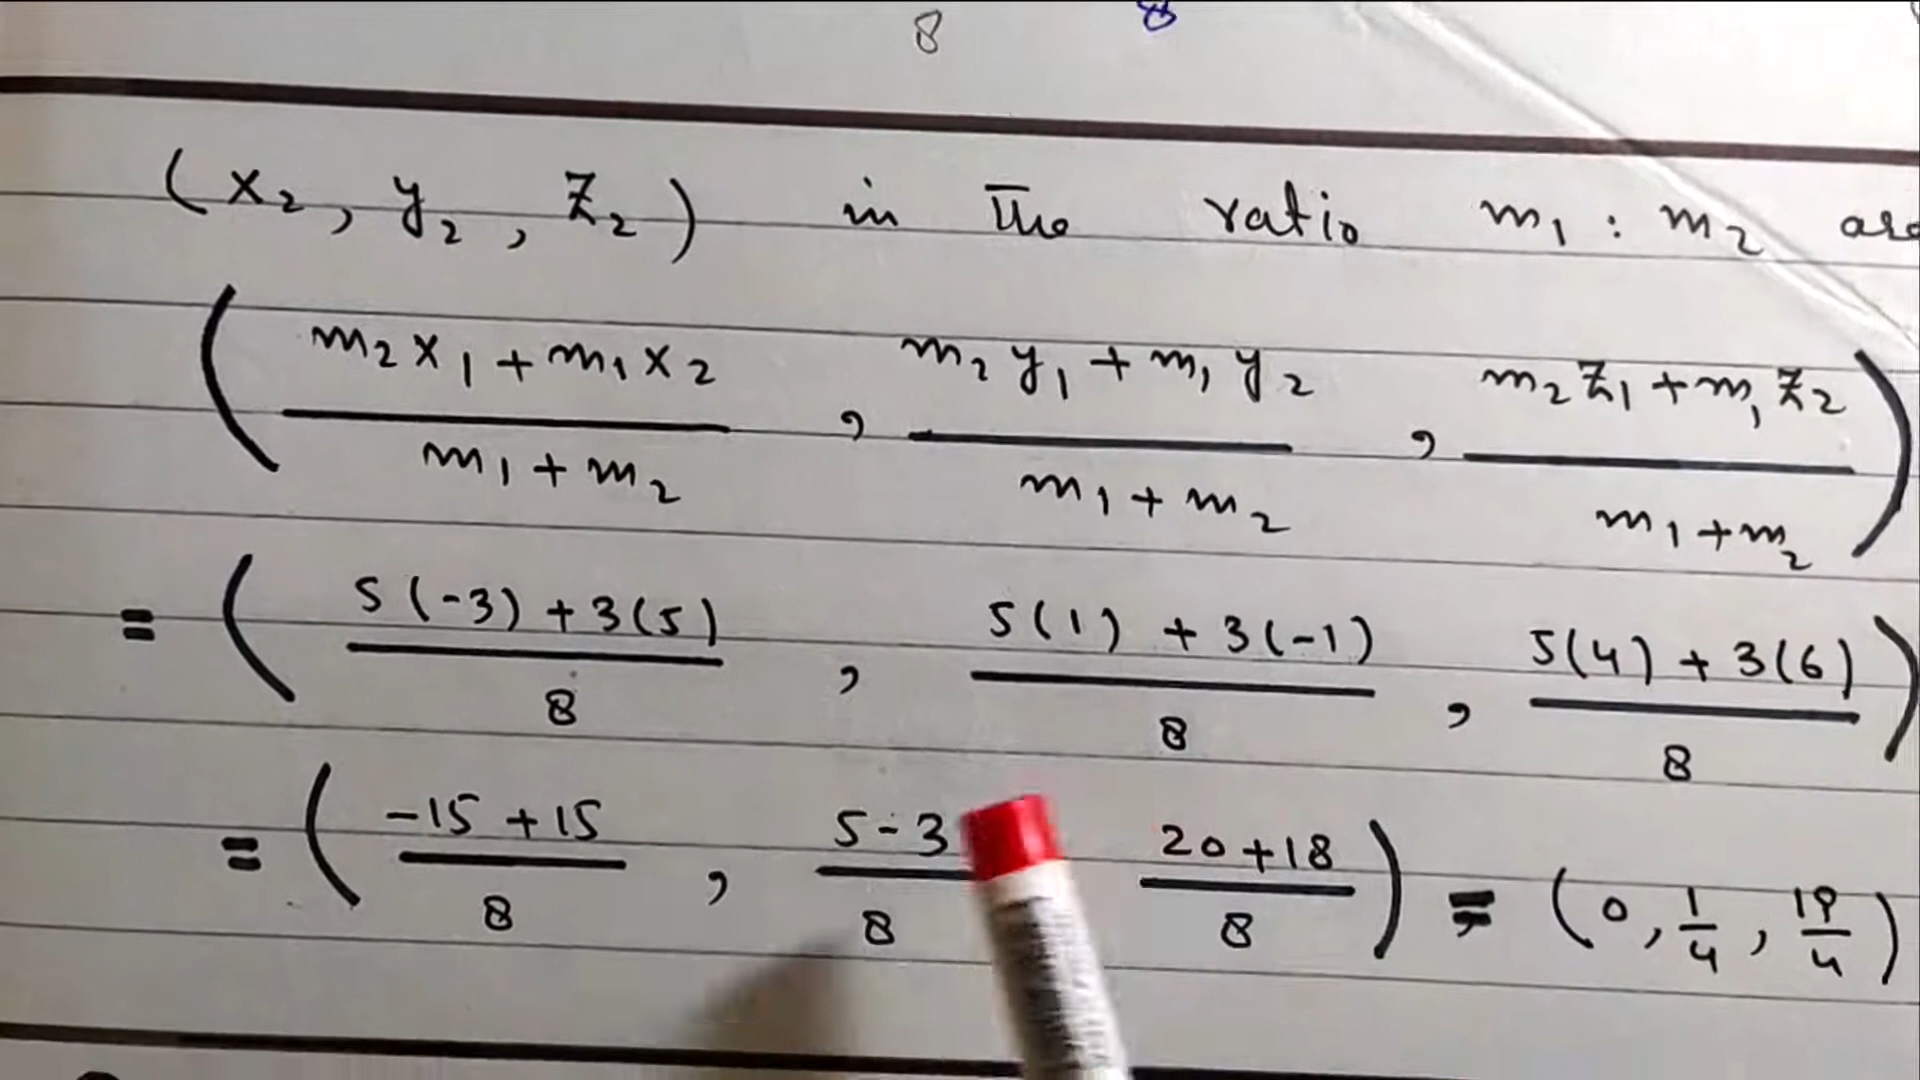 8 8
(x₂, y₂, z₂) in the ratio m₁ : m₂ are
( (m₂x₁ + m₁x₂)/(m₁ + m₂) , (m₂y₁ + m₁y₂)/(m₁ + m₂) , (m₂z₁ + m₁z₂)/(m₁ + m₂) )
= ( (5(-3) + 3(5))/8 , (5(1) + 3(-1))/8 , (5(4) + 3(6))/8 )
= ( (-15 + 15)/8 , (5 - 3)/8 (20 + 18)/8 ) = (0, 1/4, 19/4)